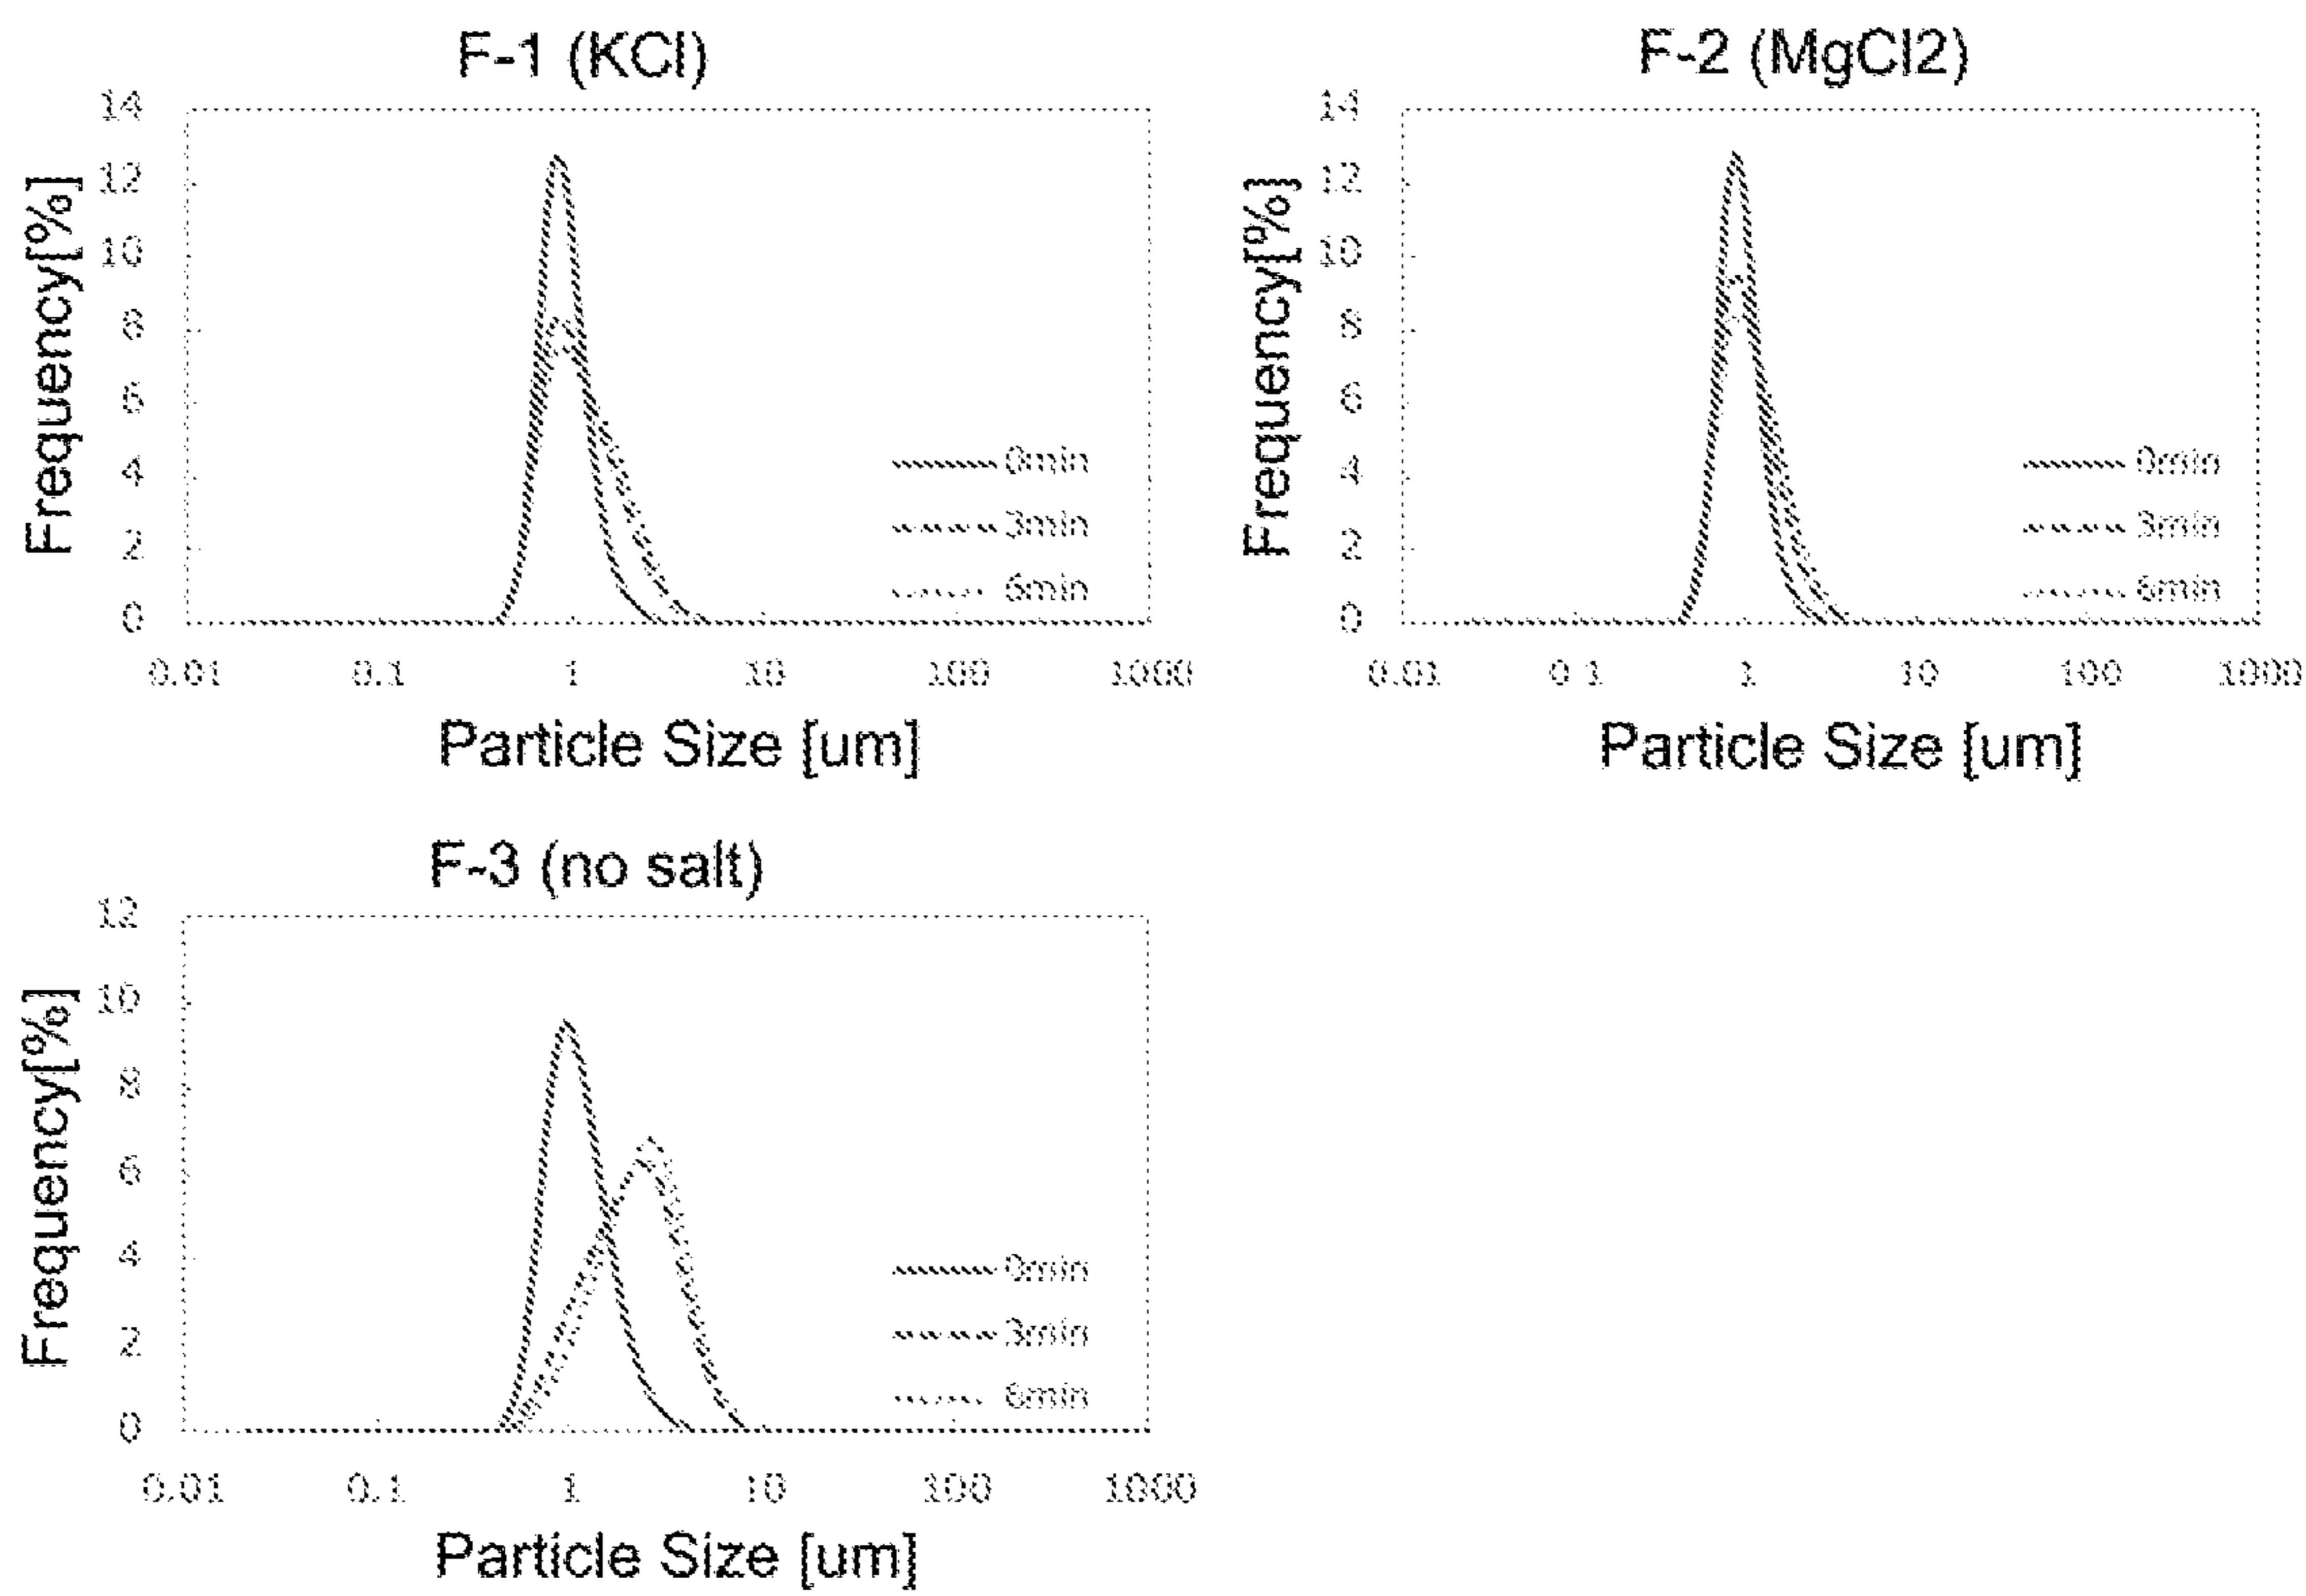 F-1 (KCl)
14
12
10
8
6
4
2
0
Frequency[%]
0min
3min
6min
0.01 0.1 1 10 100 1000
Particle Size [um]
F-2 (MgCl2)
14
12
10
8
6
4
2
0
Frequency[%]
0min
3min
6min
0.01 0.1 1 10 100 1000
Particle Size [um]
F-3 (no salt)
12
10
8
6
4
2
0
Frequency[%]
0min
3min
6min
0.01 0.1 1 10 100 1000
Particle Size [um]